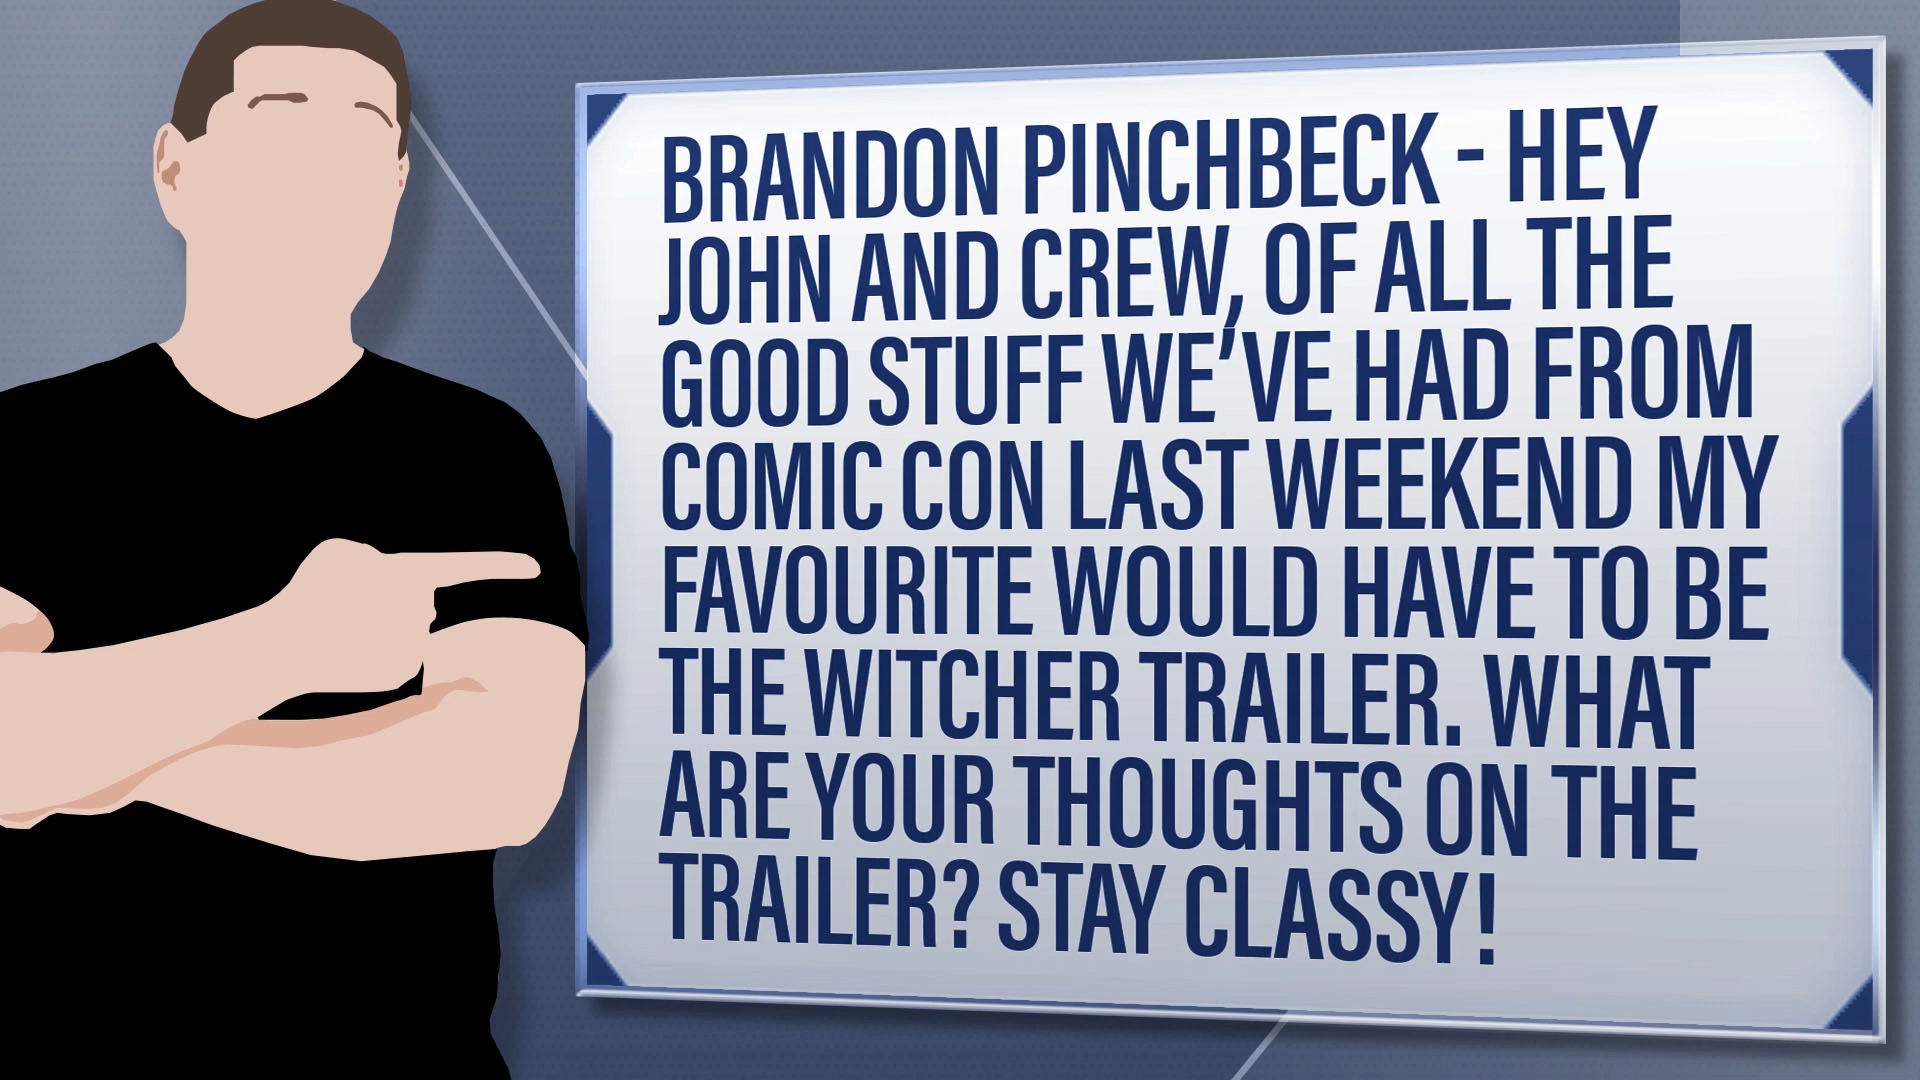 BRANDON PINCHBECK - HEY
JOHN AND CREW, OF ALL THE
GOOD STUFF WE'VE HAD FROM
COMIC CON LAST WEEKEND MY
FAVOURITE WOULD HAVE TO BE
THE WITCHER TRAILER. WHAT
ARE YOUR THOUGHTS ON THE
TRAILER? STAY CLASSY!